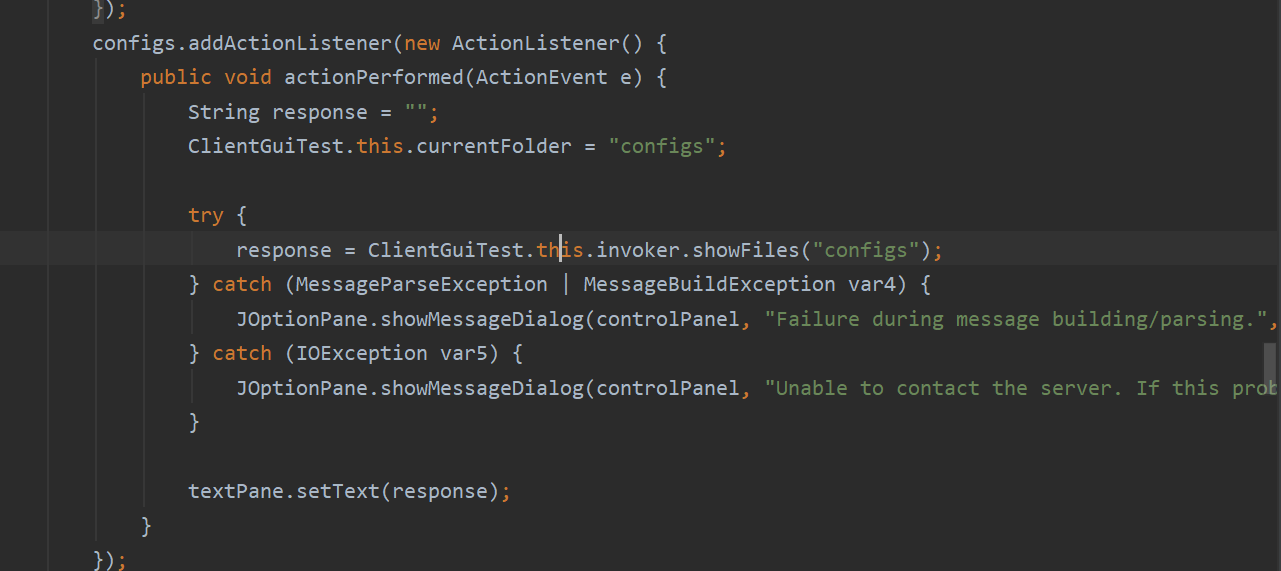 });
configs.addActionListener(new ActionListener() {
public void actionPerformed(ActionEvent e) {
String response = "";
ClientGuiTest.this.currentFolder = "configs";
try {
response = ClientGuiTest.this.invoker.showFiles("configs");
} catch (MessageParseException | MessageBuildException var4) {
JOptionPane.showMessageDialog(controlPanel, "Failure during message building/parsing.",
} catch (IOException var5) {
JOptionPane.showMessageDialog(controlPanel, "Unable to contact the server. If this prob
}
textPane.setText(response);
}
});